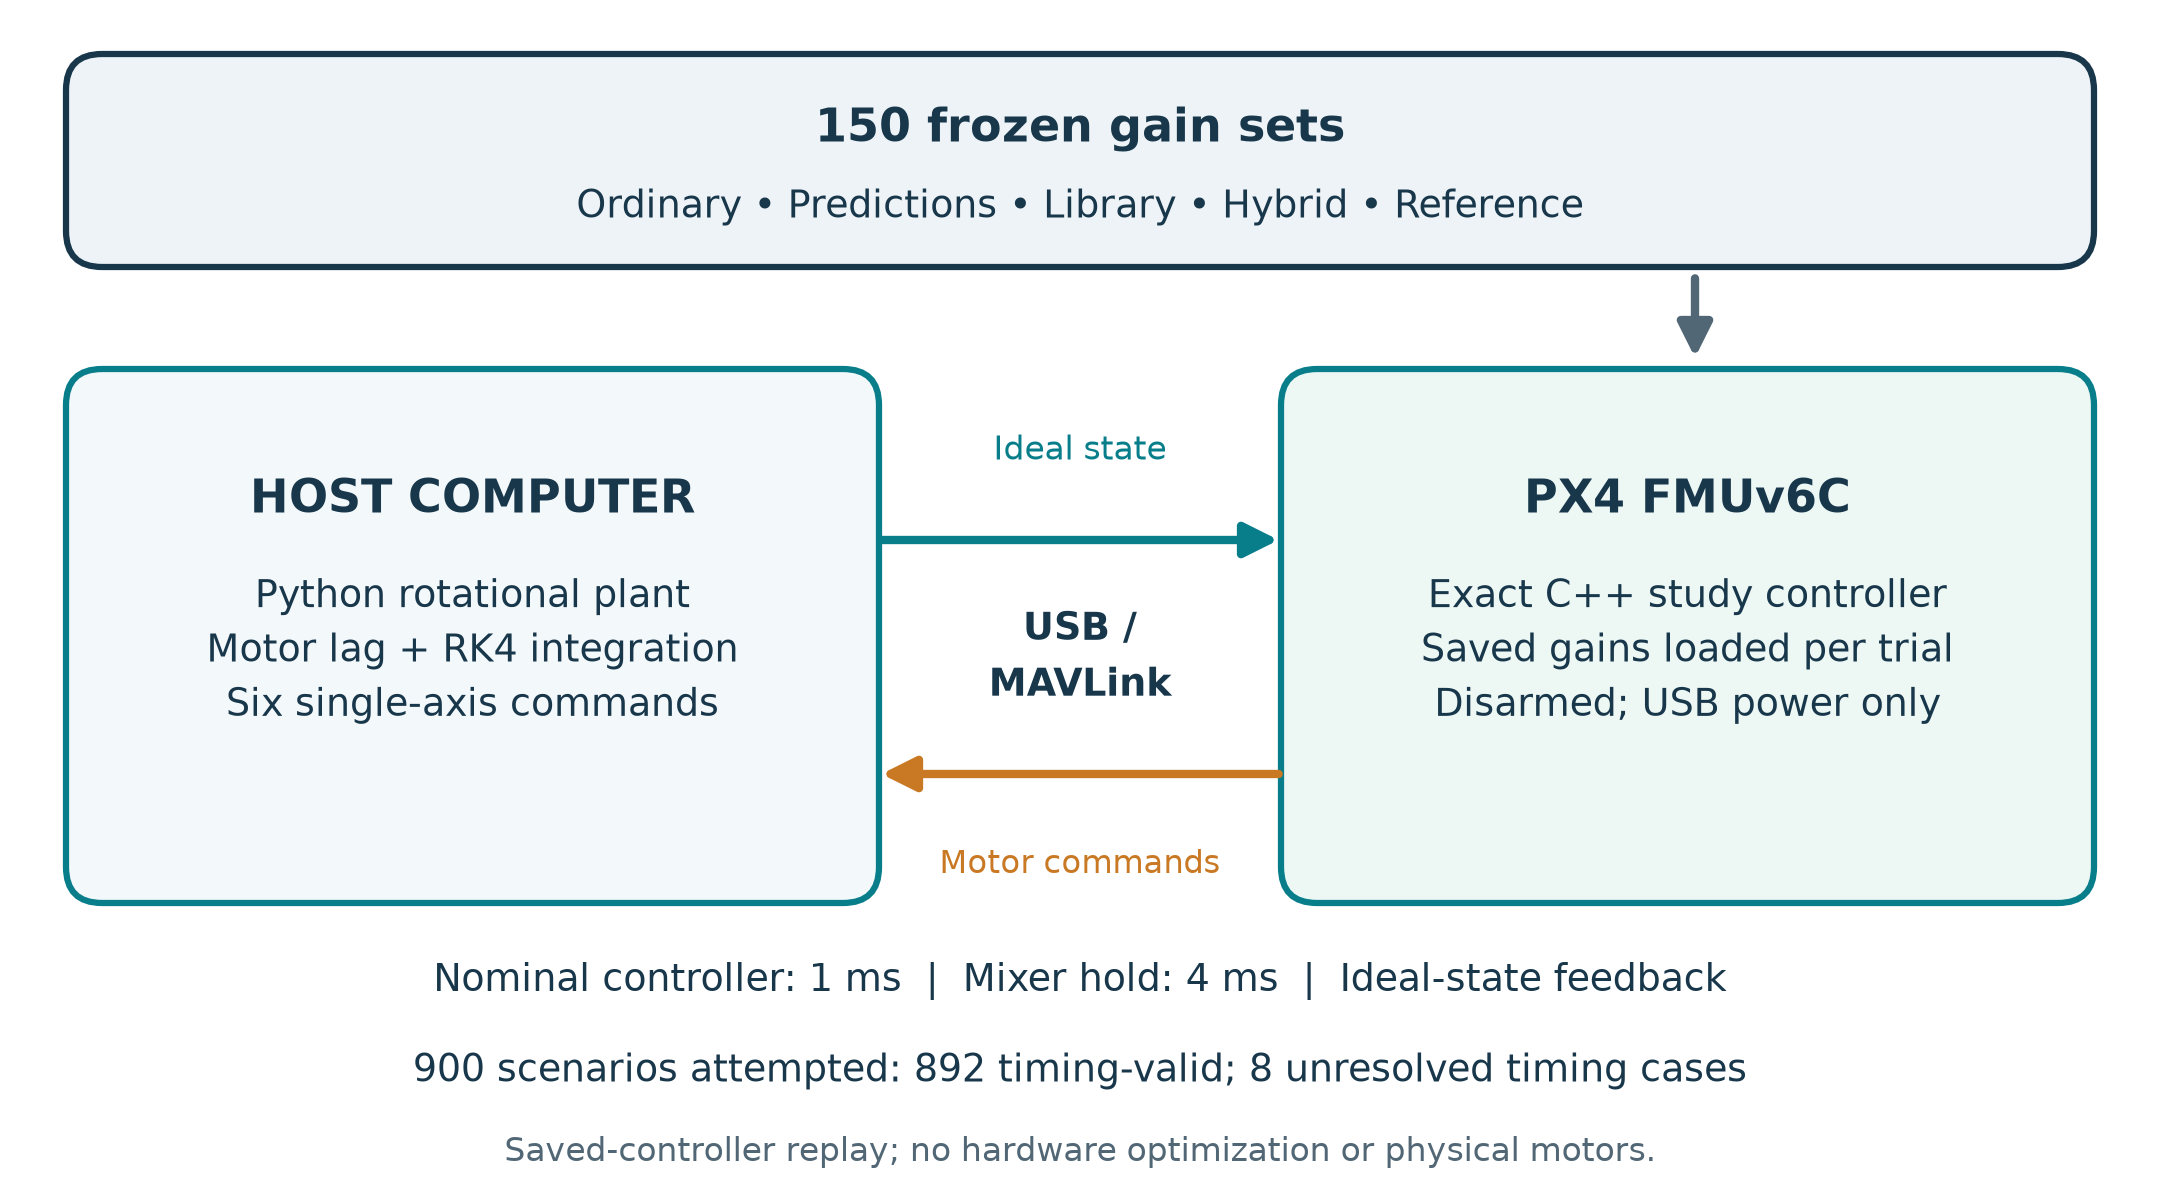 150 frozen gain sets
Ordinary • Predictions • Library • Hybrid • Reference
HOST COMPUTER
Python rotational plant
Motor lag + RK4 integration
Six single-axis commands
Ideal state
USB /
MAVLink
Motor commands
PX4 FMUv6C
Exact C++ study controller
Saved gains loaded per trial
Disarmed; USB power only
Nominal controller: 1 ms | Mixer hold: 4 ms | Ideal-state feedback
900 scenarios attempted: 892 timing-valid; 8 unresolved timing cases
Saved-controller replay; no hardware optimization or physical motors.